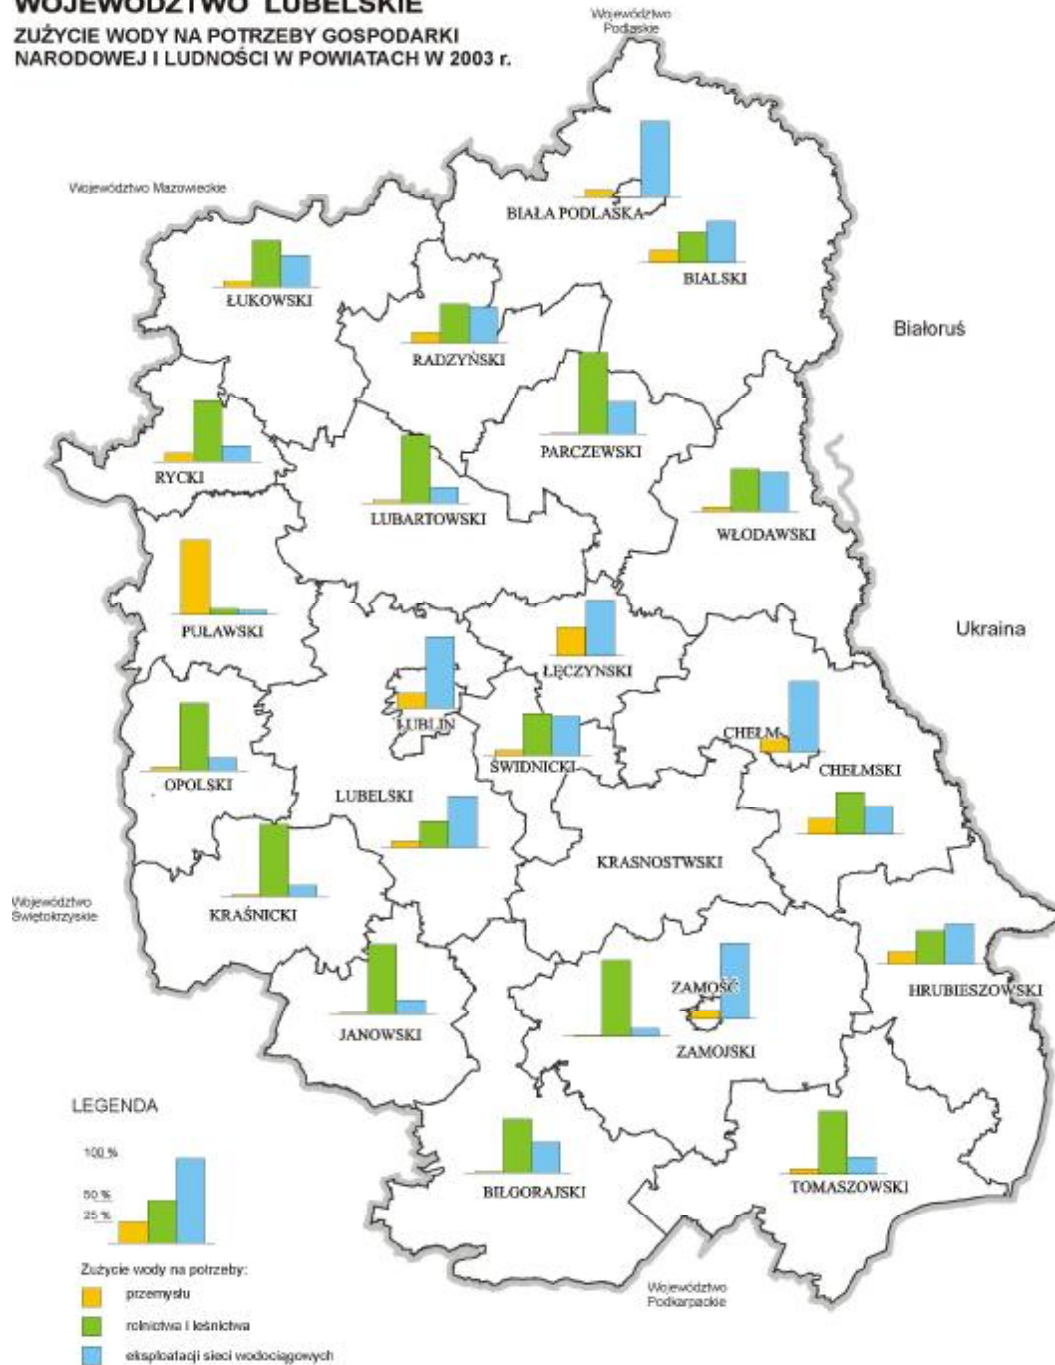 WOJEWÓDZTWO LUBELSKIE
ZUŻYCIE WODY NA POTRZEBY GOSPODARKI
NARODOWEJ I LUDNOŚCI W POWIATACH W 2003 r.
Województwo
Podlaskie
Województwo Mazowieckie
BIAŁA PODLASKA
BIALSKI
ŁUKOWSKI
RADZYŃSKI
Białoruś
PARCZEWSKI
RYCKI
LUBARTOWSKI
WŁODAWSKI
PUŁAWSKI
Ukraina
ŁĘCZYŃSKI
LUBLIN
CHEŁM
ŚWIDNICKI
CHEŁMSKI
OPOLSKI
LUBELSKI
KRASNOSTWSKI
Województwo
Świętokrzyskie
KRAŚNICKI
ZAMOŚĆ
HRUBIESZOWSKI
JANOWSKI
ZAMOJSKI
BIŁGORAJSKI
TOMASZOWSKI
LEGENDA
100 %
50 %
25 %
Zużycie wody na potrzeby:
przemysłu
rolnictwa i leśnictwa
eksploatacji sieci wodociągowych
Województwo
Podkarpackie